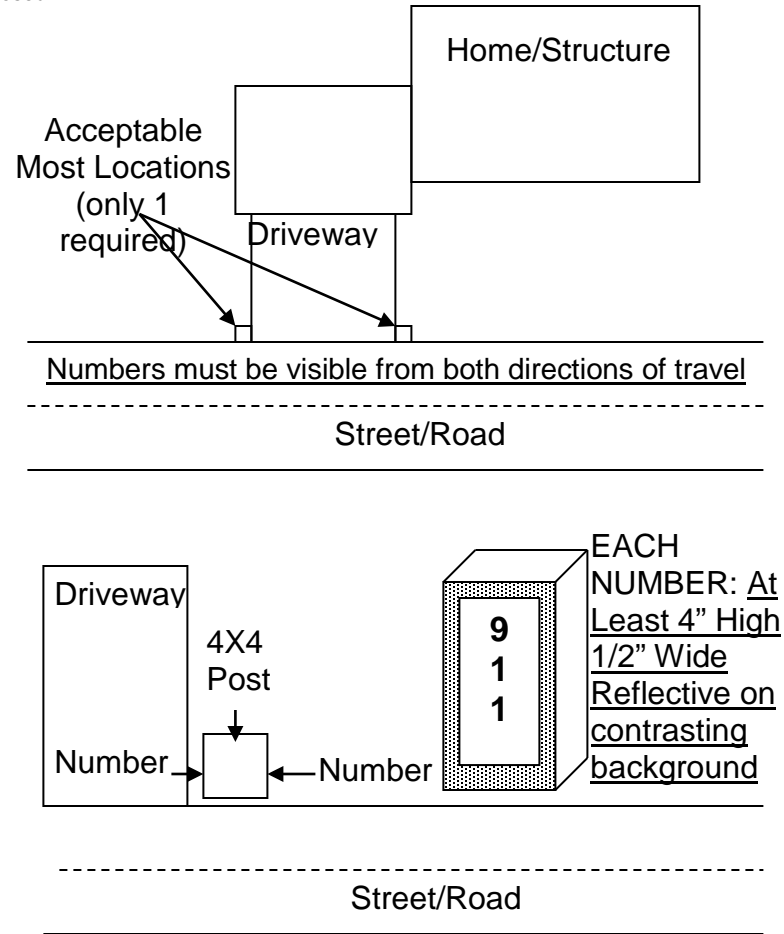 Home/Structure
Acceptable
Most Locations
(only 1
required)
Driveway
Numbers must be visible from both directions of travel
Street/Road
Driveway
4X4
Post
Number
Number
9
1
1
EACH
NUMBER: At
Least 4” High
1/2” Wide
Reflective on
contrasting
background
Street/Road